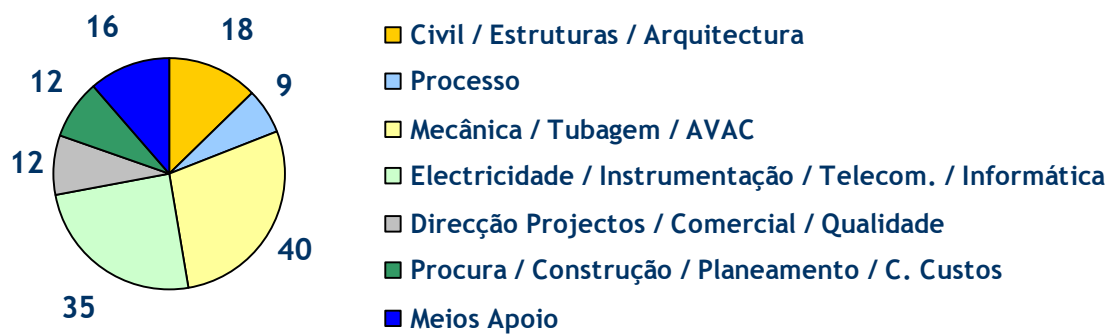 16
18
12
9
12
40
35
Civil / Estruturas / Arquitectura
Processo
Mecânica / Tubagem / AVAC
Electricidade / Instrumentação / Telecom. / Informática
Direcção Projectos / Comercial / Qualidade
Procura / Construção / Planeamento / C. Custos
Meios Apoio